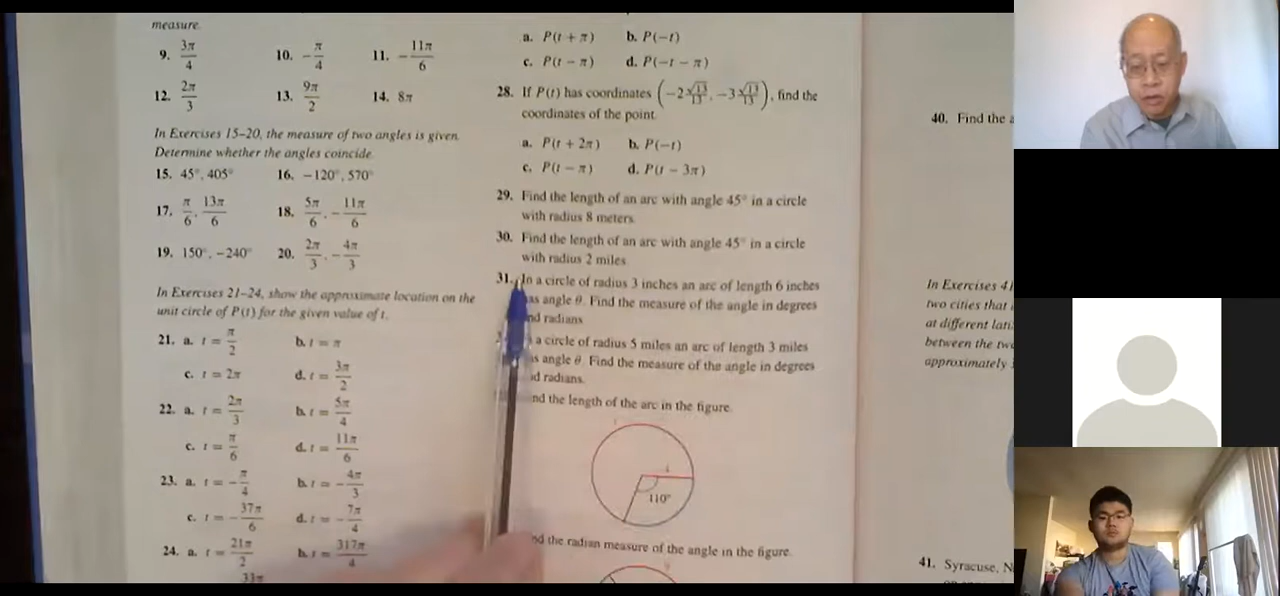 measure.
9. 3π/4 10. -π/4 11. -11π/6
12. 2π/3 13. 9π/2 14. 8π
In Exercises 15–20, the measure of two angles is given.
Determine whether the angles coincide.
15. 45°, 405° 16. -120°, 570°
17. π/6, 13π/6 18. 5π/6, -11π/6
19. 150°, -240° 20. 2π/3, -4π/3
In Exercises 21–24, show the approximate location on the
unit circle of P(t) for the given value of t.
21. a. t = π/2 b. t = π
c. t = 2π d. t = 3π/2
22. a. t = 2π/3 b. t = 5π/4
c. t = π/6 d. t = 11π/6
23. a. t = -π/4 b. t = -4π/3
c. t = -37π/6 d. t = -7π/4
24. a. t = 21π/2 b. t = 317π/4
33π
a. P(t + π) b. P(-t)
c. P(t - π) d. P(-t - π)
28. If P(t) has coordinates (-2√13/13, -3√13/13), find the
coordinates of the point.
a. P(t + 2π) b. P(-t)
c. P(t - π) d. P(t - 3π)
29. Find the length of an arc with angle 45° in a circle
with radius 8 meters.
30. Find the length of an arc with angle 45° in a circle
with radius 2 miles.
31. In a circle of radius 3 inches an arc of length 6 inches
as angle θ. Find the measure of the angle in degrees
nd radians.
a circle of radius 5 miles an arc of length 3 miles
as angle θ. Find the measure of the angle in degrees
d radians.
nd the length of the arc in the figure.
110°
nd the radian measure of the angle in the figure.
40. Find the a
In Exercises 41
two cities that
at different lati
between the two
approximately
41. Syracuse, N